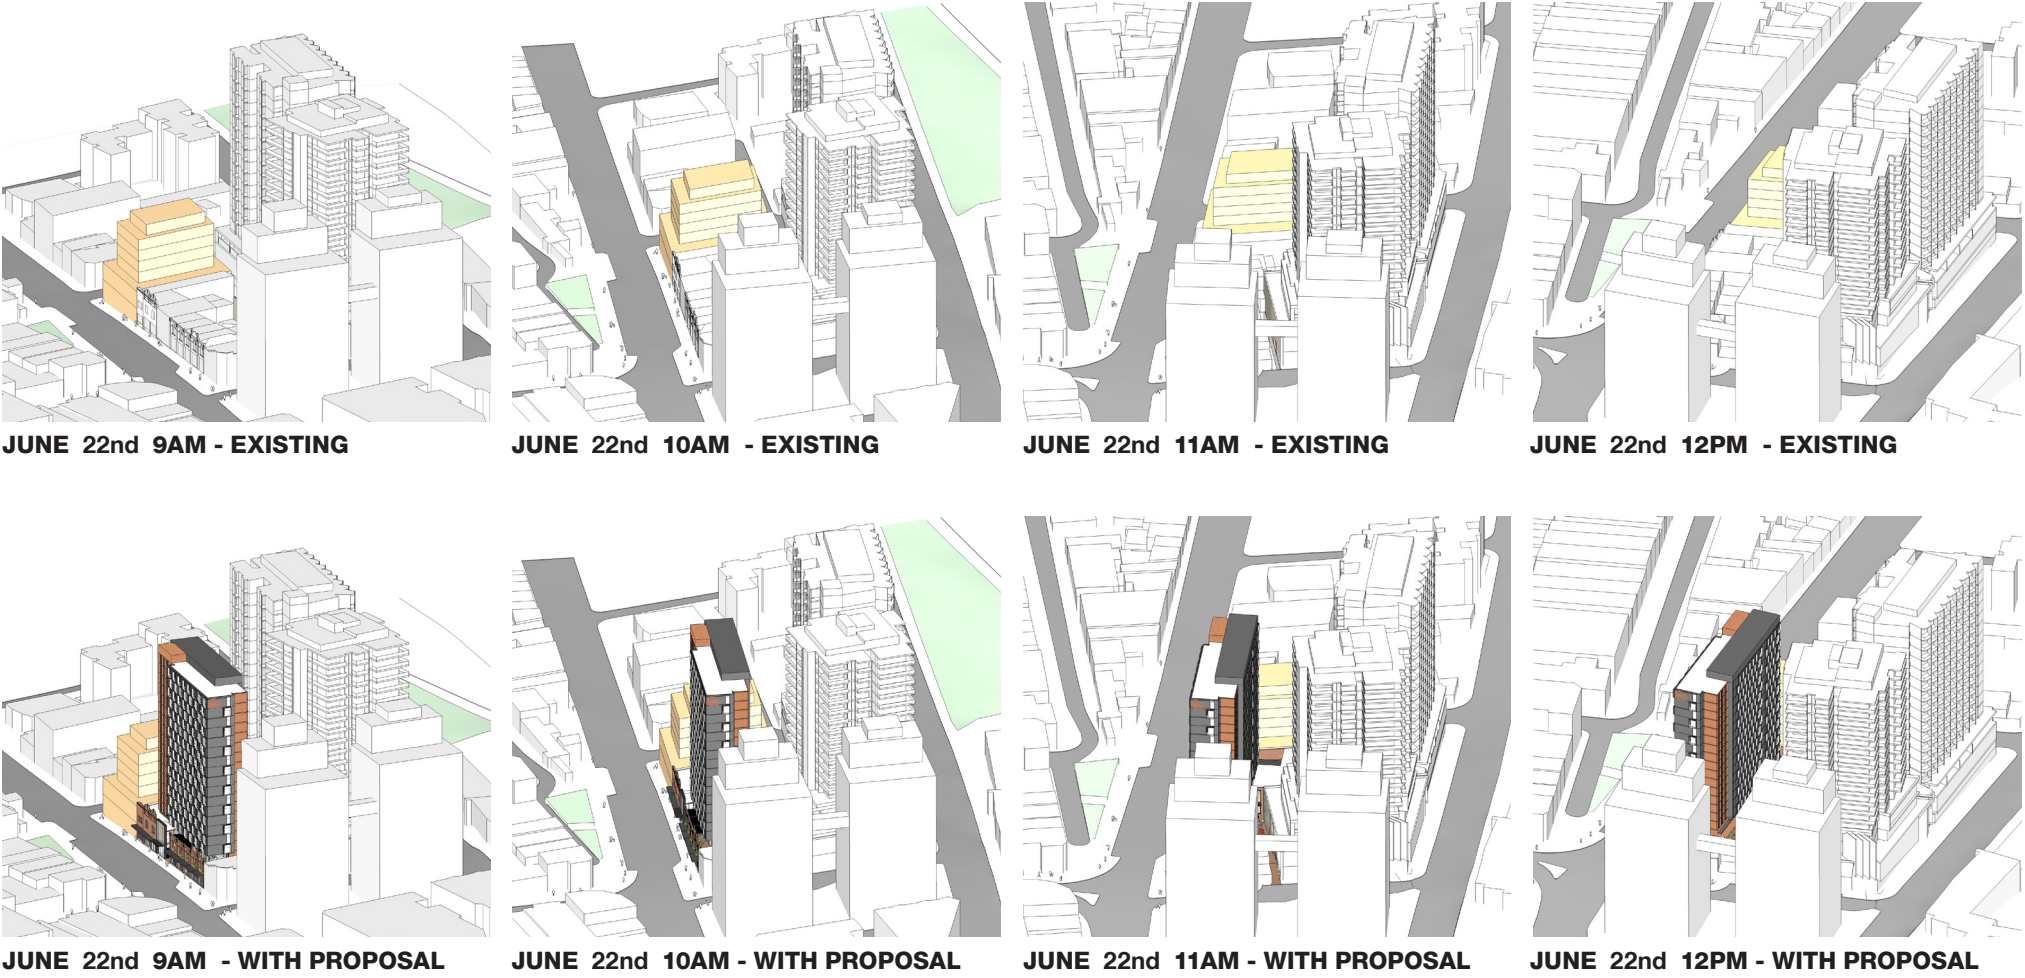 JUNE 22nd 9AM - EXISTING
JUNE 22nd 10AM - EXISTING
JUNE 22nd 11AM - EXISTING
JUNE 22nd 12PM - EXISTING
JUNE 22nd 9AM - WITH PROPOSAL
JUNE 22nd 10AM - WITH PROPOSAL
JUNE 22nd 11AM - WITH PROPOSAL
JUNE 22nd 12PM - WITH PROPOSAL